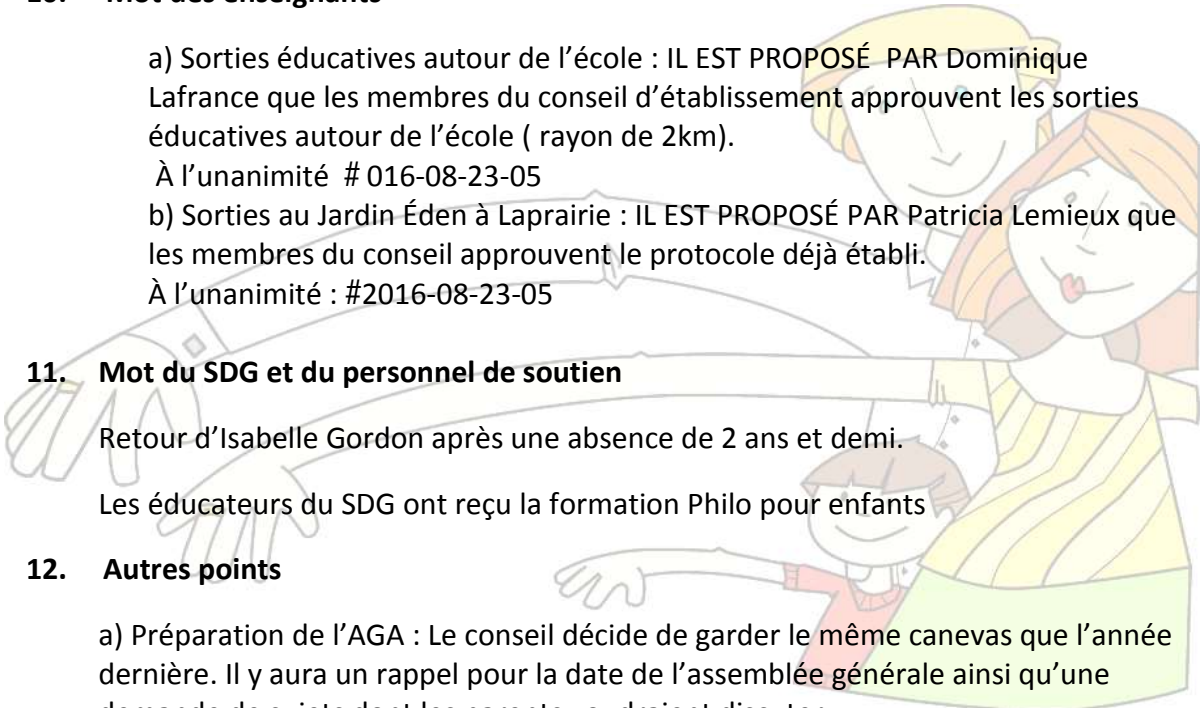 a) Sorties éducatives autour de l’école : IL EST PROPOSÉ PAR Dominique
Lafrance que les membres du conseil d’établissement approuvent les sorties
éducatives autour de l’école ( rayon de 2km).
À l’unanimité # 016-08-23-05
b) Sorties au Jardin Éden à Laprairie : IL EST PROPOSÉ PAR Patricia Lemieux que
les membres du conseil approuvent le protocole déjà établi.
À l’unanimité : #2016-08-23-05
11. Mot du SDG et du personnel de soutien
Retour d’Isabelle Gordon après une absence de 2 ans et demi.
Les éducateurs du SDG ont reçu la formation Philo pour enfants
12. Autres points
a) Préparation de l’AGA : Le conseil décide de garder le même canevas que l’année
dernière. Il y aura un rappel pour la date de l’assemblée générale ainsi qu’une